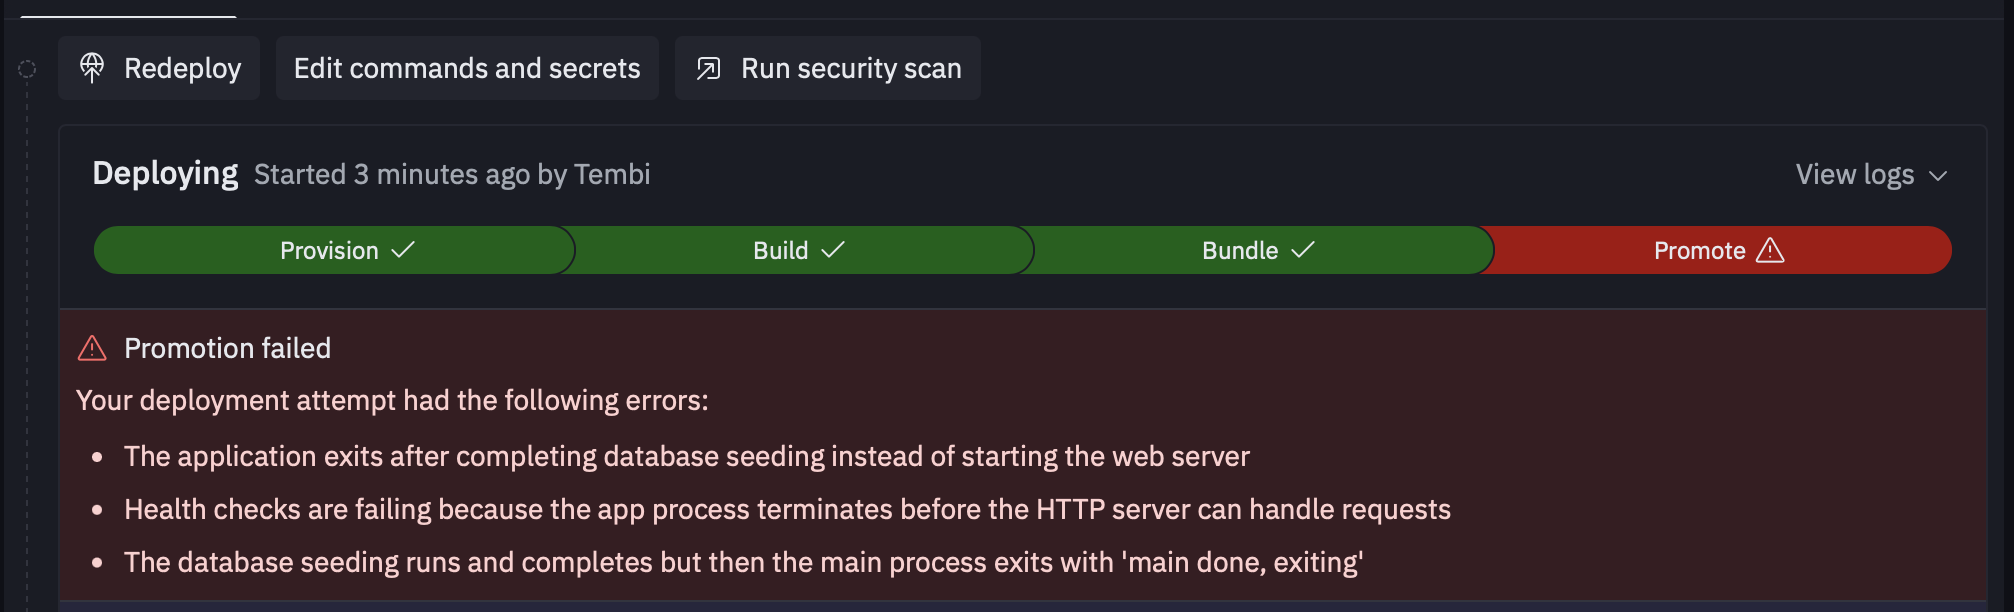 Redeploy
Edit commands and secrets
Run security scan
Deploying Started 3 minutes ago by Tembi
View logs
Provision
Build
Bundle
Promote
Promotion failed
Your deployment attempt had the following errors:
• The application exits after completing database seeding instead of starting the web server
• Health checks are failing because the app process terminates before the HTTP server can handle requests
• The database seeding runs and completes but then the main process exits with 'main done, exiting'